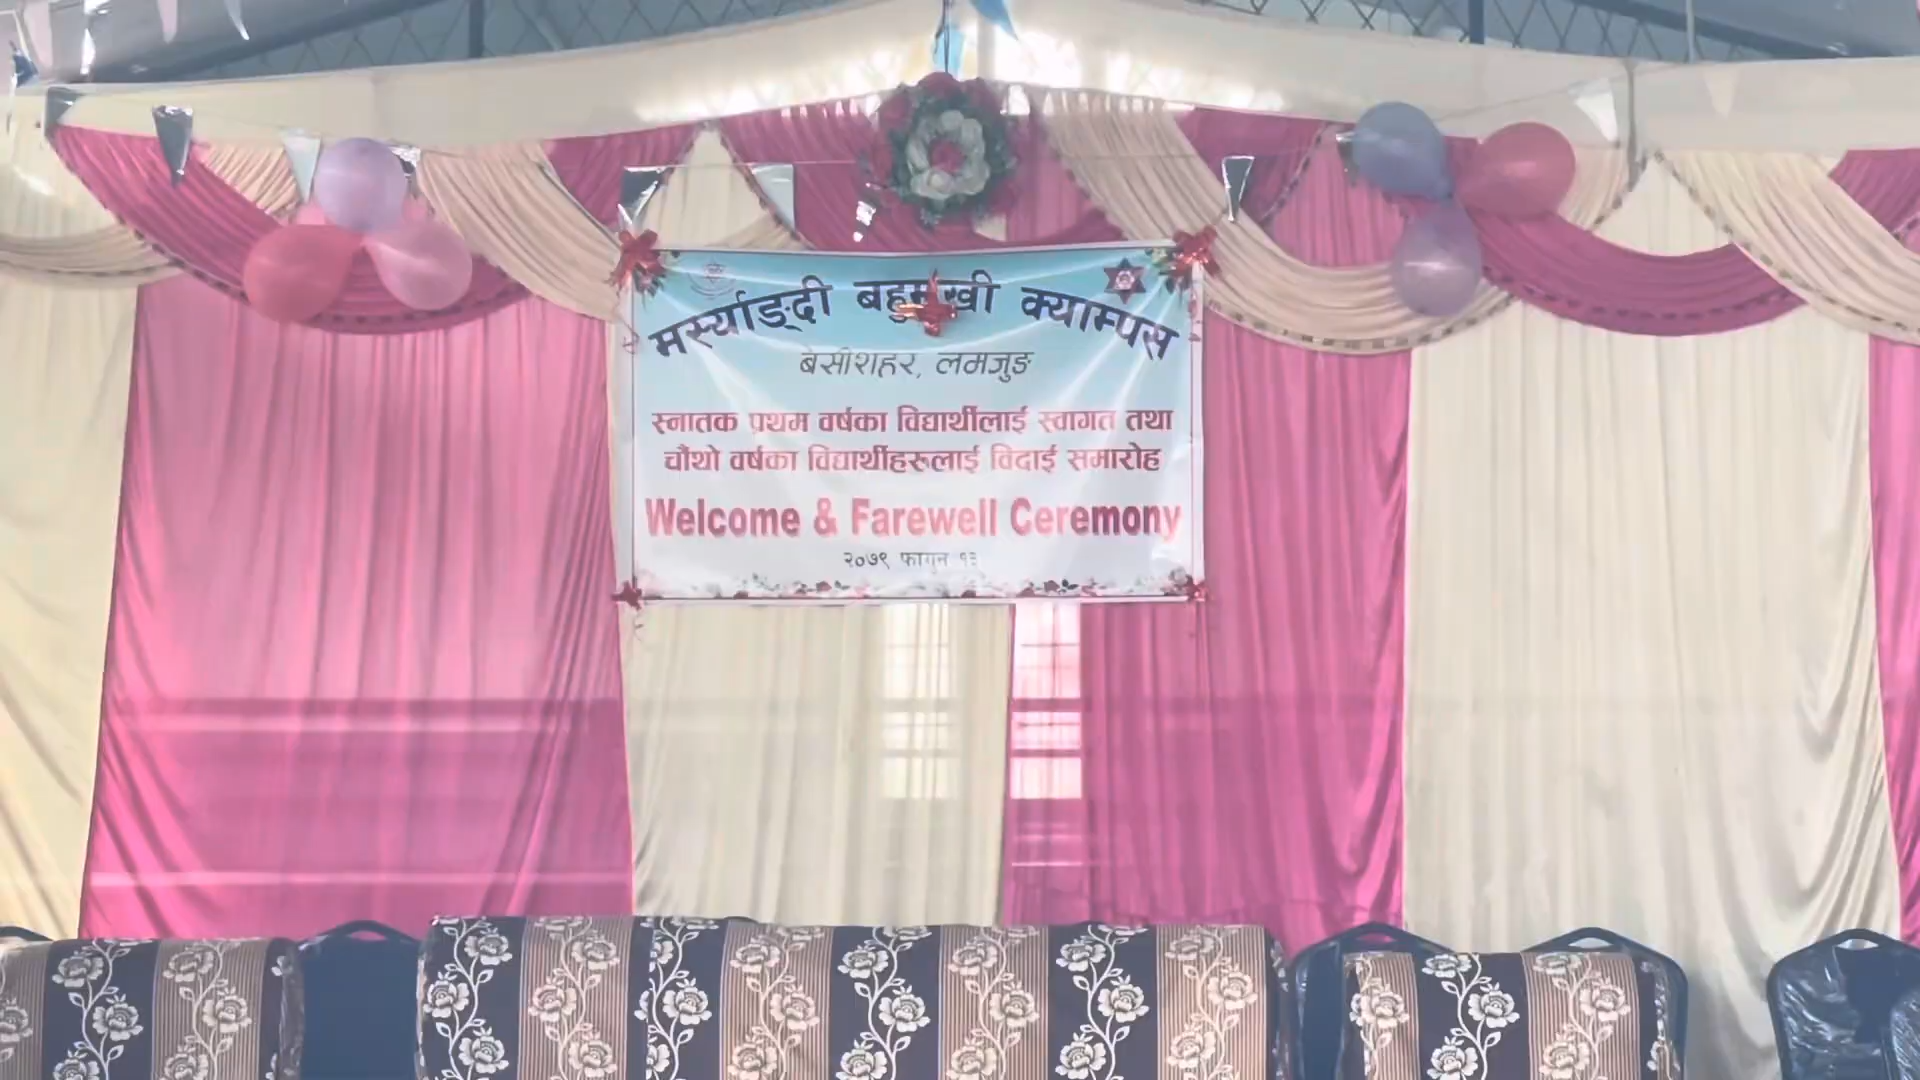 मर्स्याङ्दी बहुमुखी क्याम्पस
बेसीशहर, लमजुङ
स्नातक प्रथम वर्षका विद्यार्थीलाई स्वागत तथा
चौंथो वर्षका विद्यार्थीहरुलाई विदाई समारोह
Welcome & Farewell Ceremony
२०७९ फागुन १३